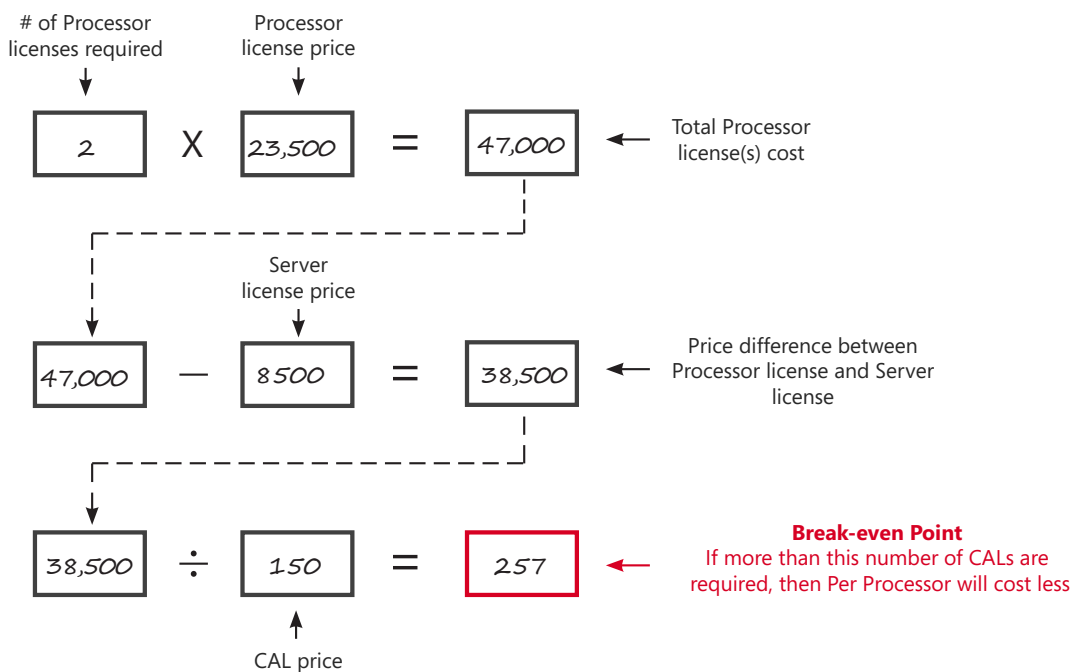 # of Processor
licenses required
Processor
license price
2 X 23,500 = 47,000
Total Processor
license(s) cost
Server
license price
47,000 − 8500 = 38,500
Price difference between
Processor license and Server
license
38,500 ÷ 150 = 257
Break-even Point
If more than this number of CALs are
required, then Per Processor will cost less
CAL price